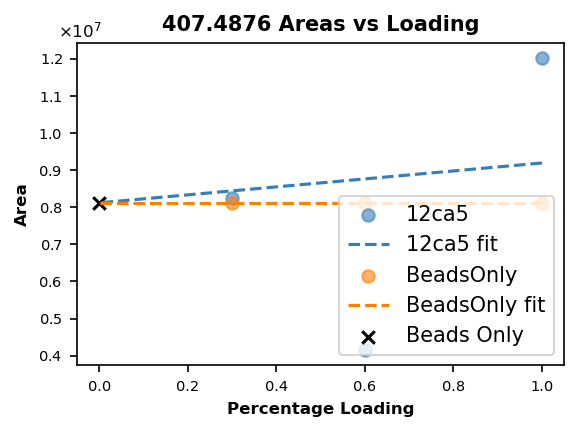 407.4876 Areas vs Loading
×10⁷
1.2
1.1
1.0
0.9
0.8
0.7
0.6
0.5
0.4
Area
0.0
0.2
0.4
0.6
0.8
1.0
Percentage Loading
12ca5
12ca5 fit
BeadsOnly
BeadsOnly fit
Beads Only